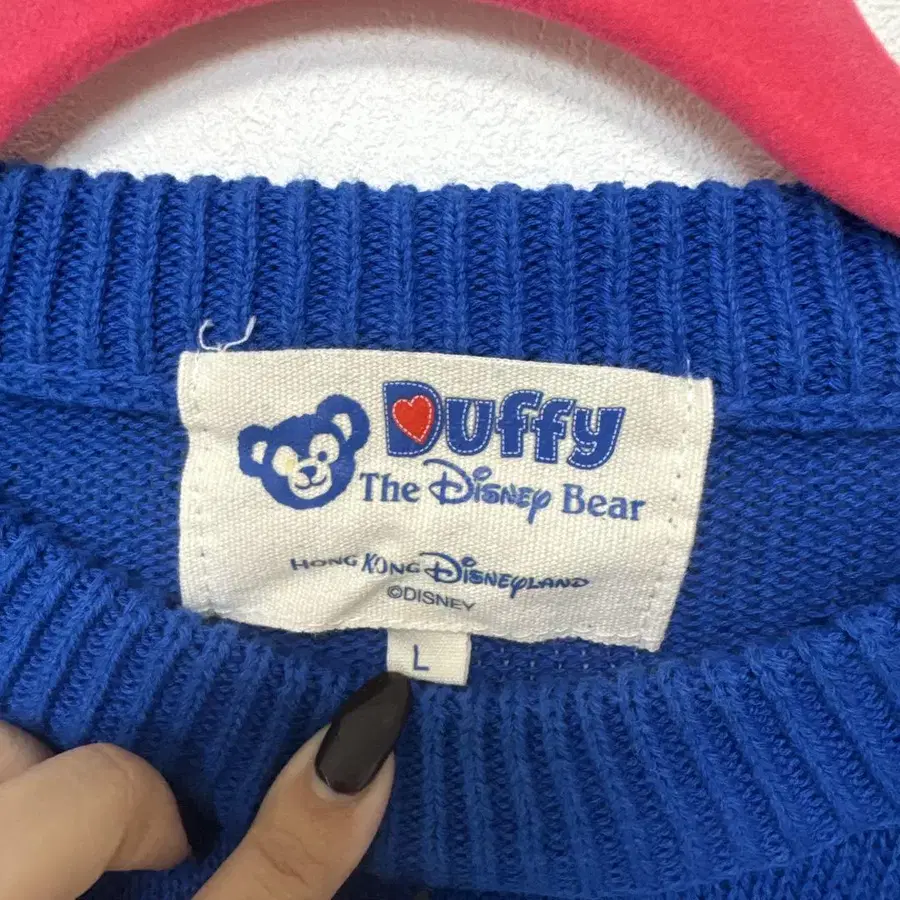 Duffy
The Disney Bear
HONG KONG DISNEYLAND
©DISNEY
L